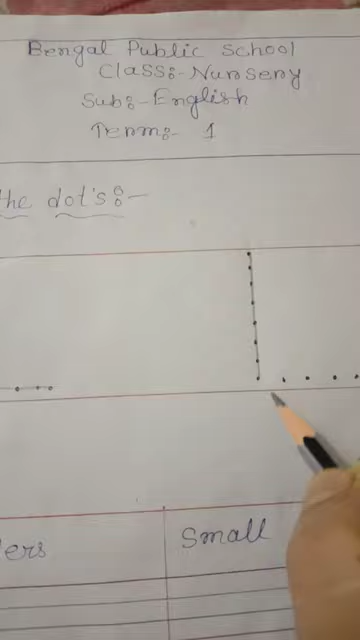 Bengal Public School
Class:- Nursery
Sub:- English
Term:- 1
the dot's:-
ers
Small